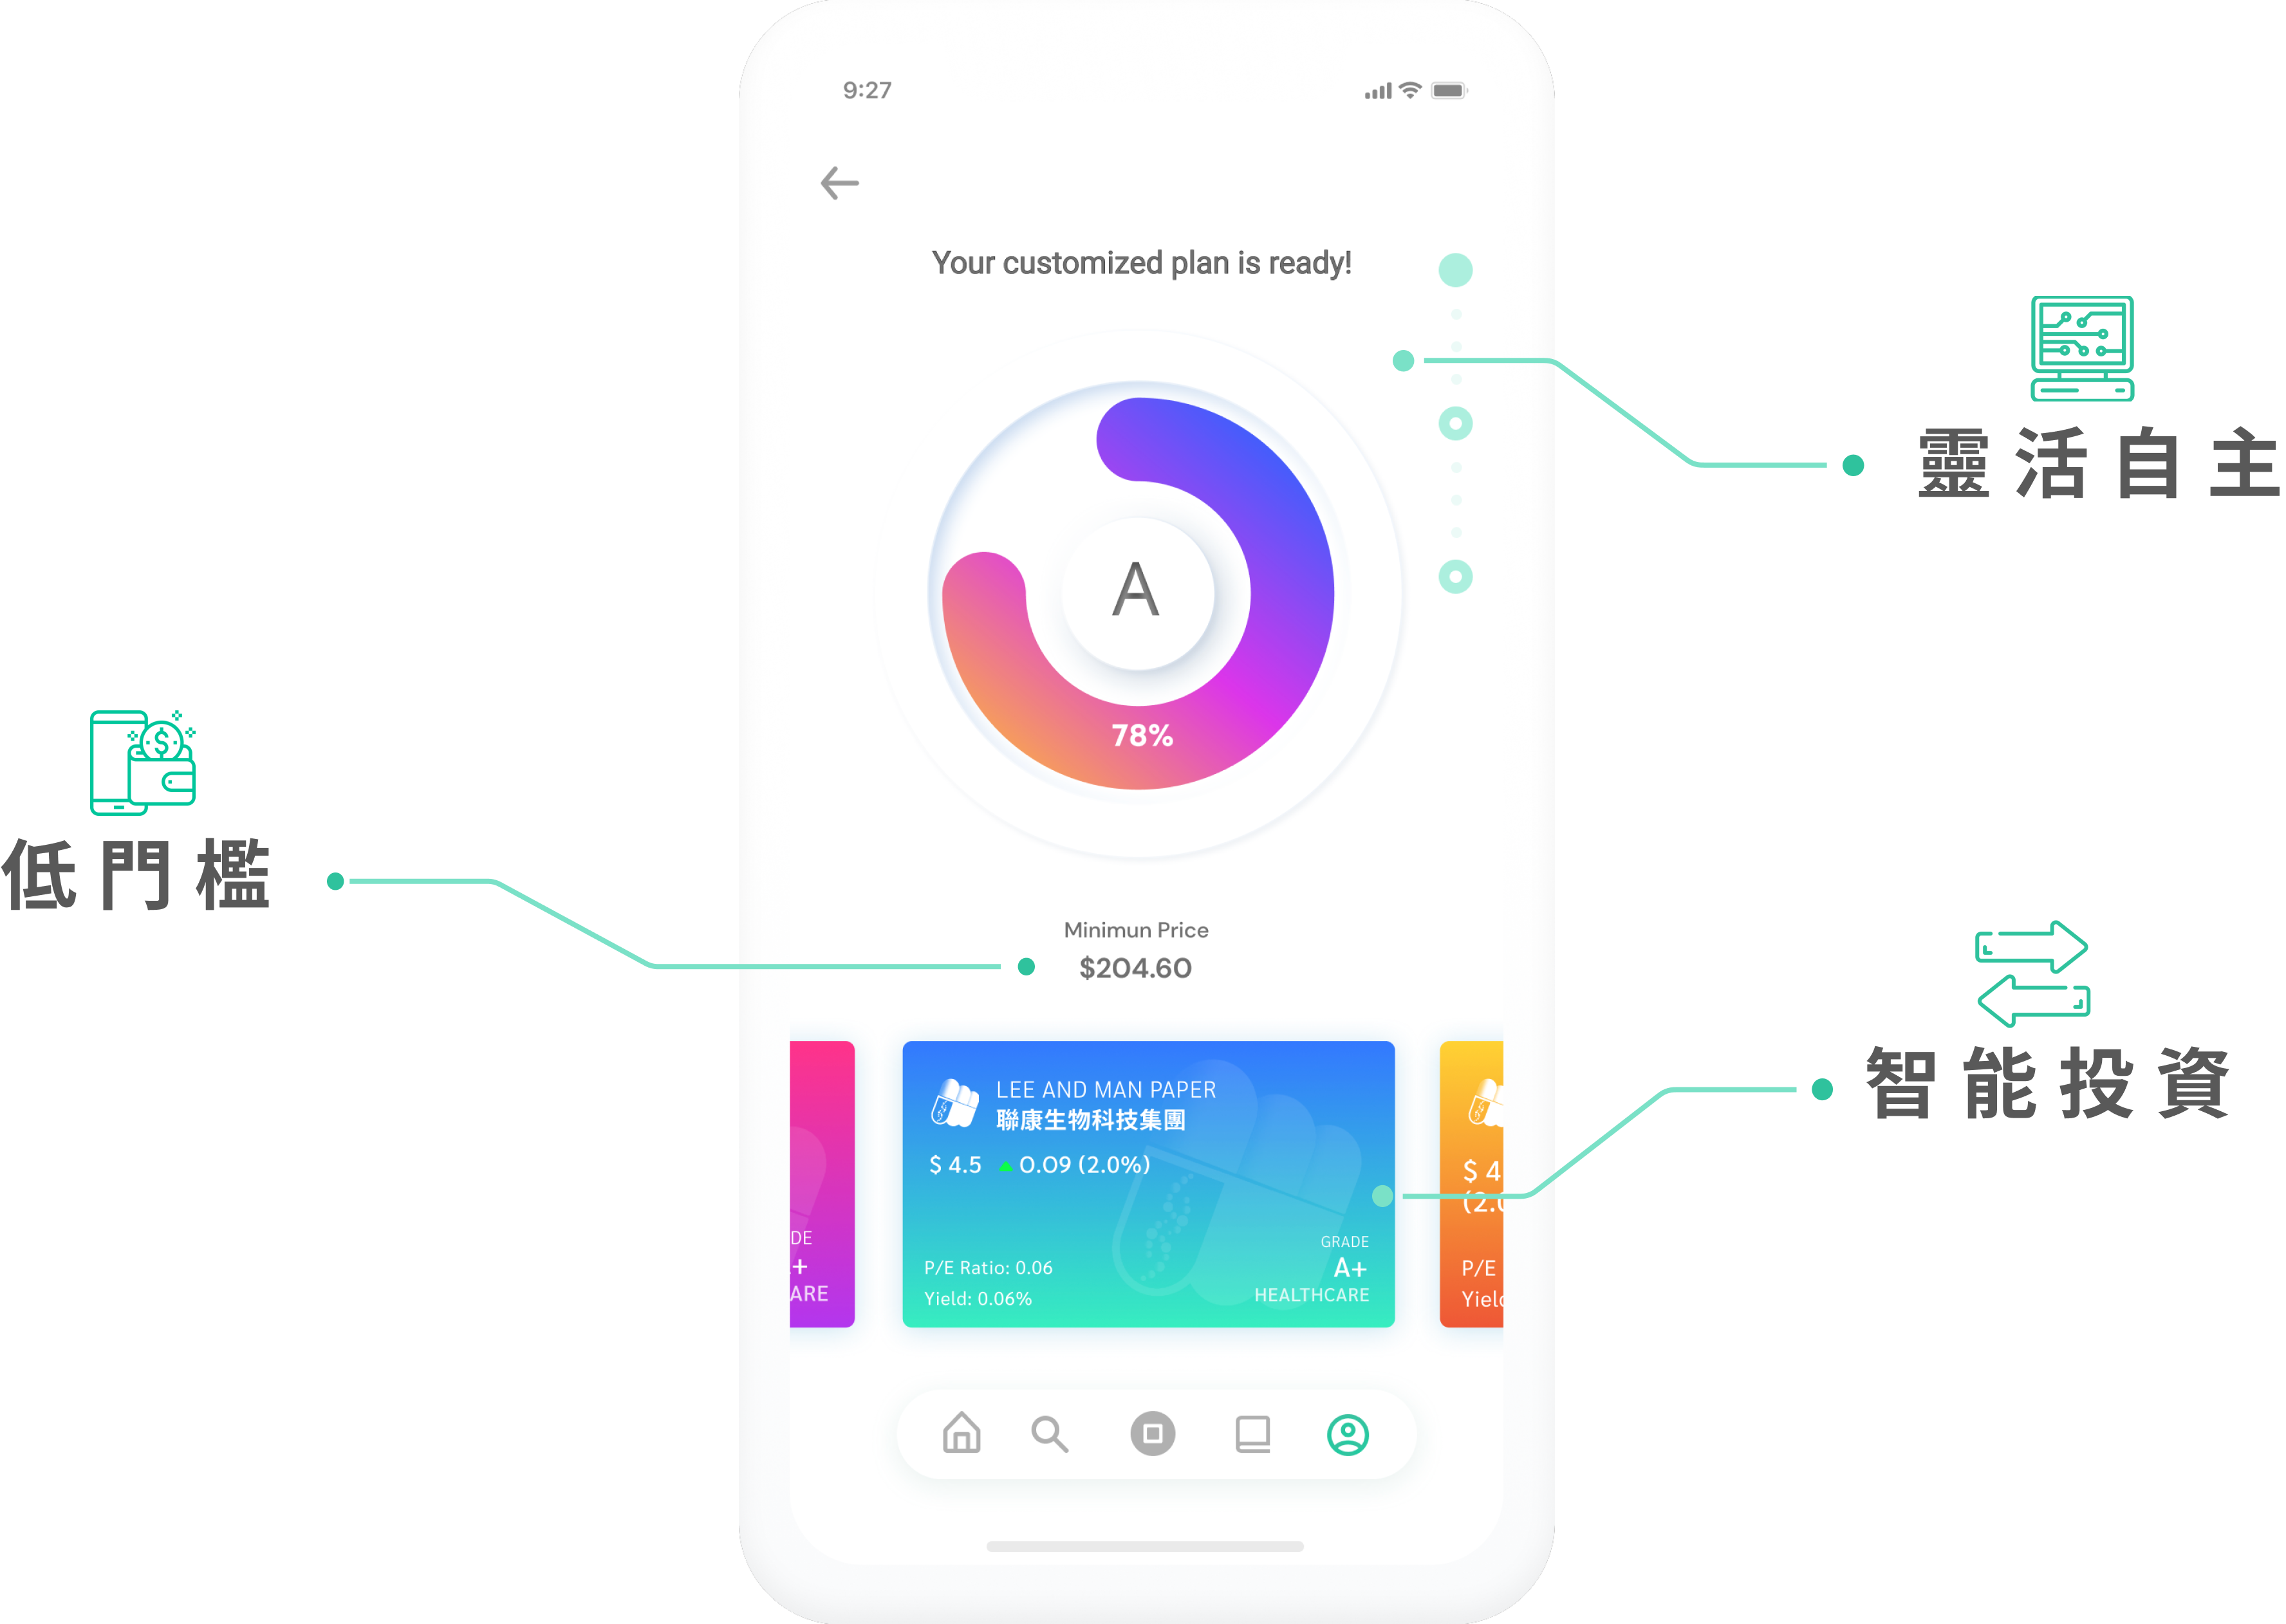 9:27
Your customized plan is ready!
靈活自主
A
78%
低門檻
Minimun Price
$204.60
智能投資
LEE AND MAN PAPER
聯康生物科技集團
$ 4.5 ▲ 0.09 (2.0%)
P/E Ratio: 0.06
Yield: 0.06%
GRADE
A+
HEALTHCARE
DE
+
ARE
$ 4
(2.0
P/E
Yiel